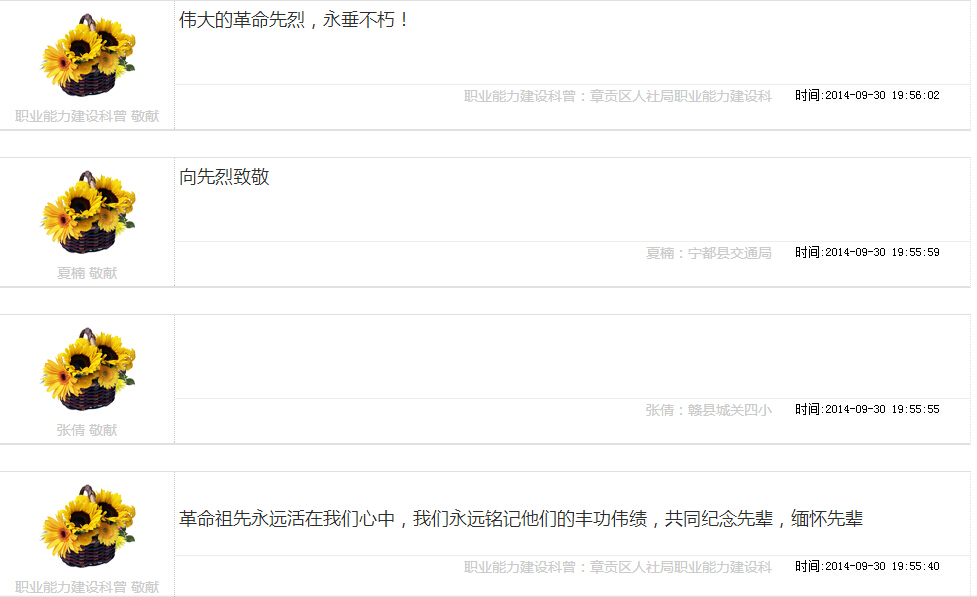 伟大的革命先烈，永垂不朽！
职业能力建设科曾：章贡区人社局职业能力建设科 时间:2014-09-30 19:56:02
职业能力建设科曾 敬献
向先烈致敬
夏楠：宁都县交通局 时间:2014-09-30 19:55:59
夏楠 敬献
张倩：赣县城关四小 时间:2014-09-30 19:55:55
张倩 敬献
革命祖先永远活在我们心中，我们永远铭记他们的丰功伟绩，共同纪念先辈，缅怀先辈
职业能力建设科曾：章贡区人社局职业能力建设科 时间:2014-09-30 19:55:40
职业能力建设科曾 敬献